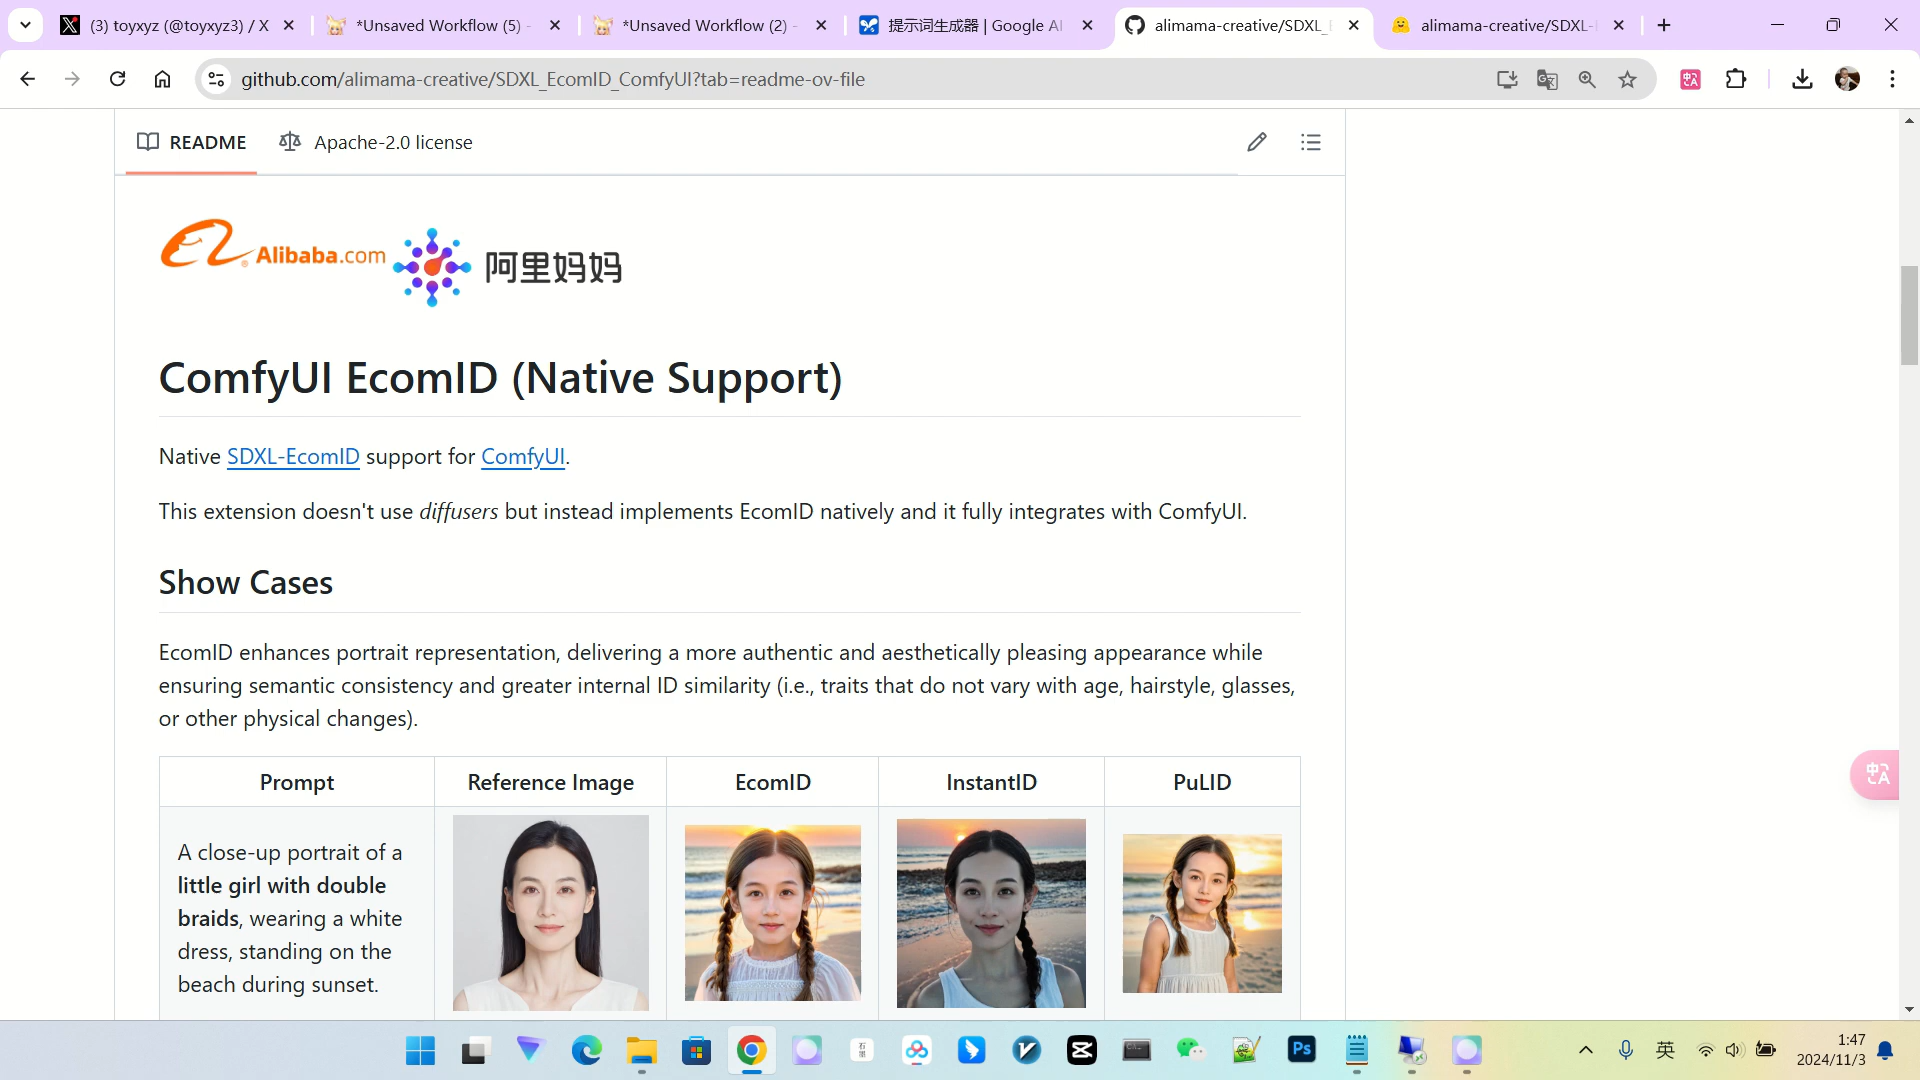 (3) toyxyz (@toyxyz3) / X
*Unsaved Workflow (5) -
*Unsaved Workflow (2) -
提示词生成器 | Google AI
alimama-creative/SDXL_E
alimama-creative/SDXL-
github.com/alimama-creative/SDXL_EcomID_ComfyUI?tab=readme-ov-file
README
Apache-2.0 license
Alibaba.com
阿里妈妈
ComfyUI EcomID (Native Support)
Native SDXL-EcomID support for ComfyUI.
This extension doesn't use diffusers but instead implements EcomID natively and it fully integrates with ComfyUI.
Show Cases
EcomID enhances portrait representation, delivering a more authentic and aesthetically pleasing appearance while
ensuring semantic consistency and greater internal ID similarity (i.e., traits that do not vary with age, hairstyle, glasses,
or other physical changes).
Prompt
Reference Image
EcomID
InstantID
PuLID
A close-up portrait of a
little girl with double
braids, wearing a white
dress, standing on the
beach during sunset.
石墨
Ps
英
1:47
2024/11/3